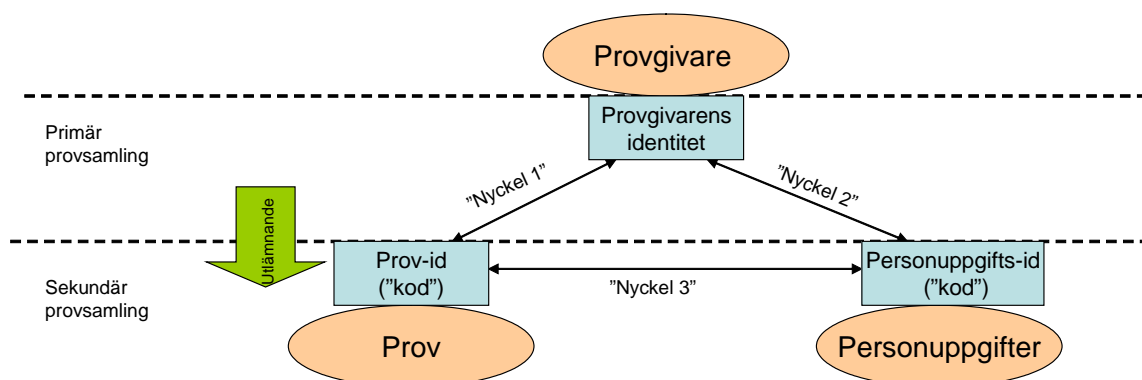 Provgivare
Provgivarens
identitet
Primär
provsamling
”Nyckel 1”
”Nyckel 2”
Utlämnande
Prov-id
(”kod”)
”Nyckel 3”
Personuppgifts-id
(”kod”)
Sekundär
provsamling
Prov
Personuppgifter